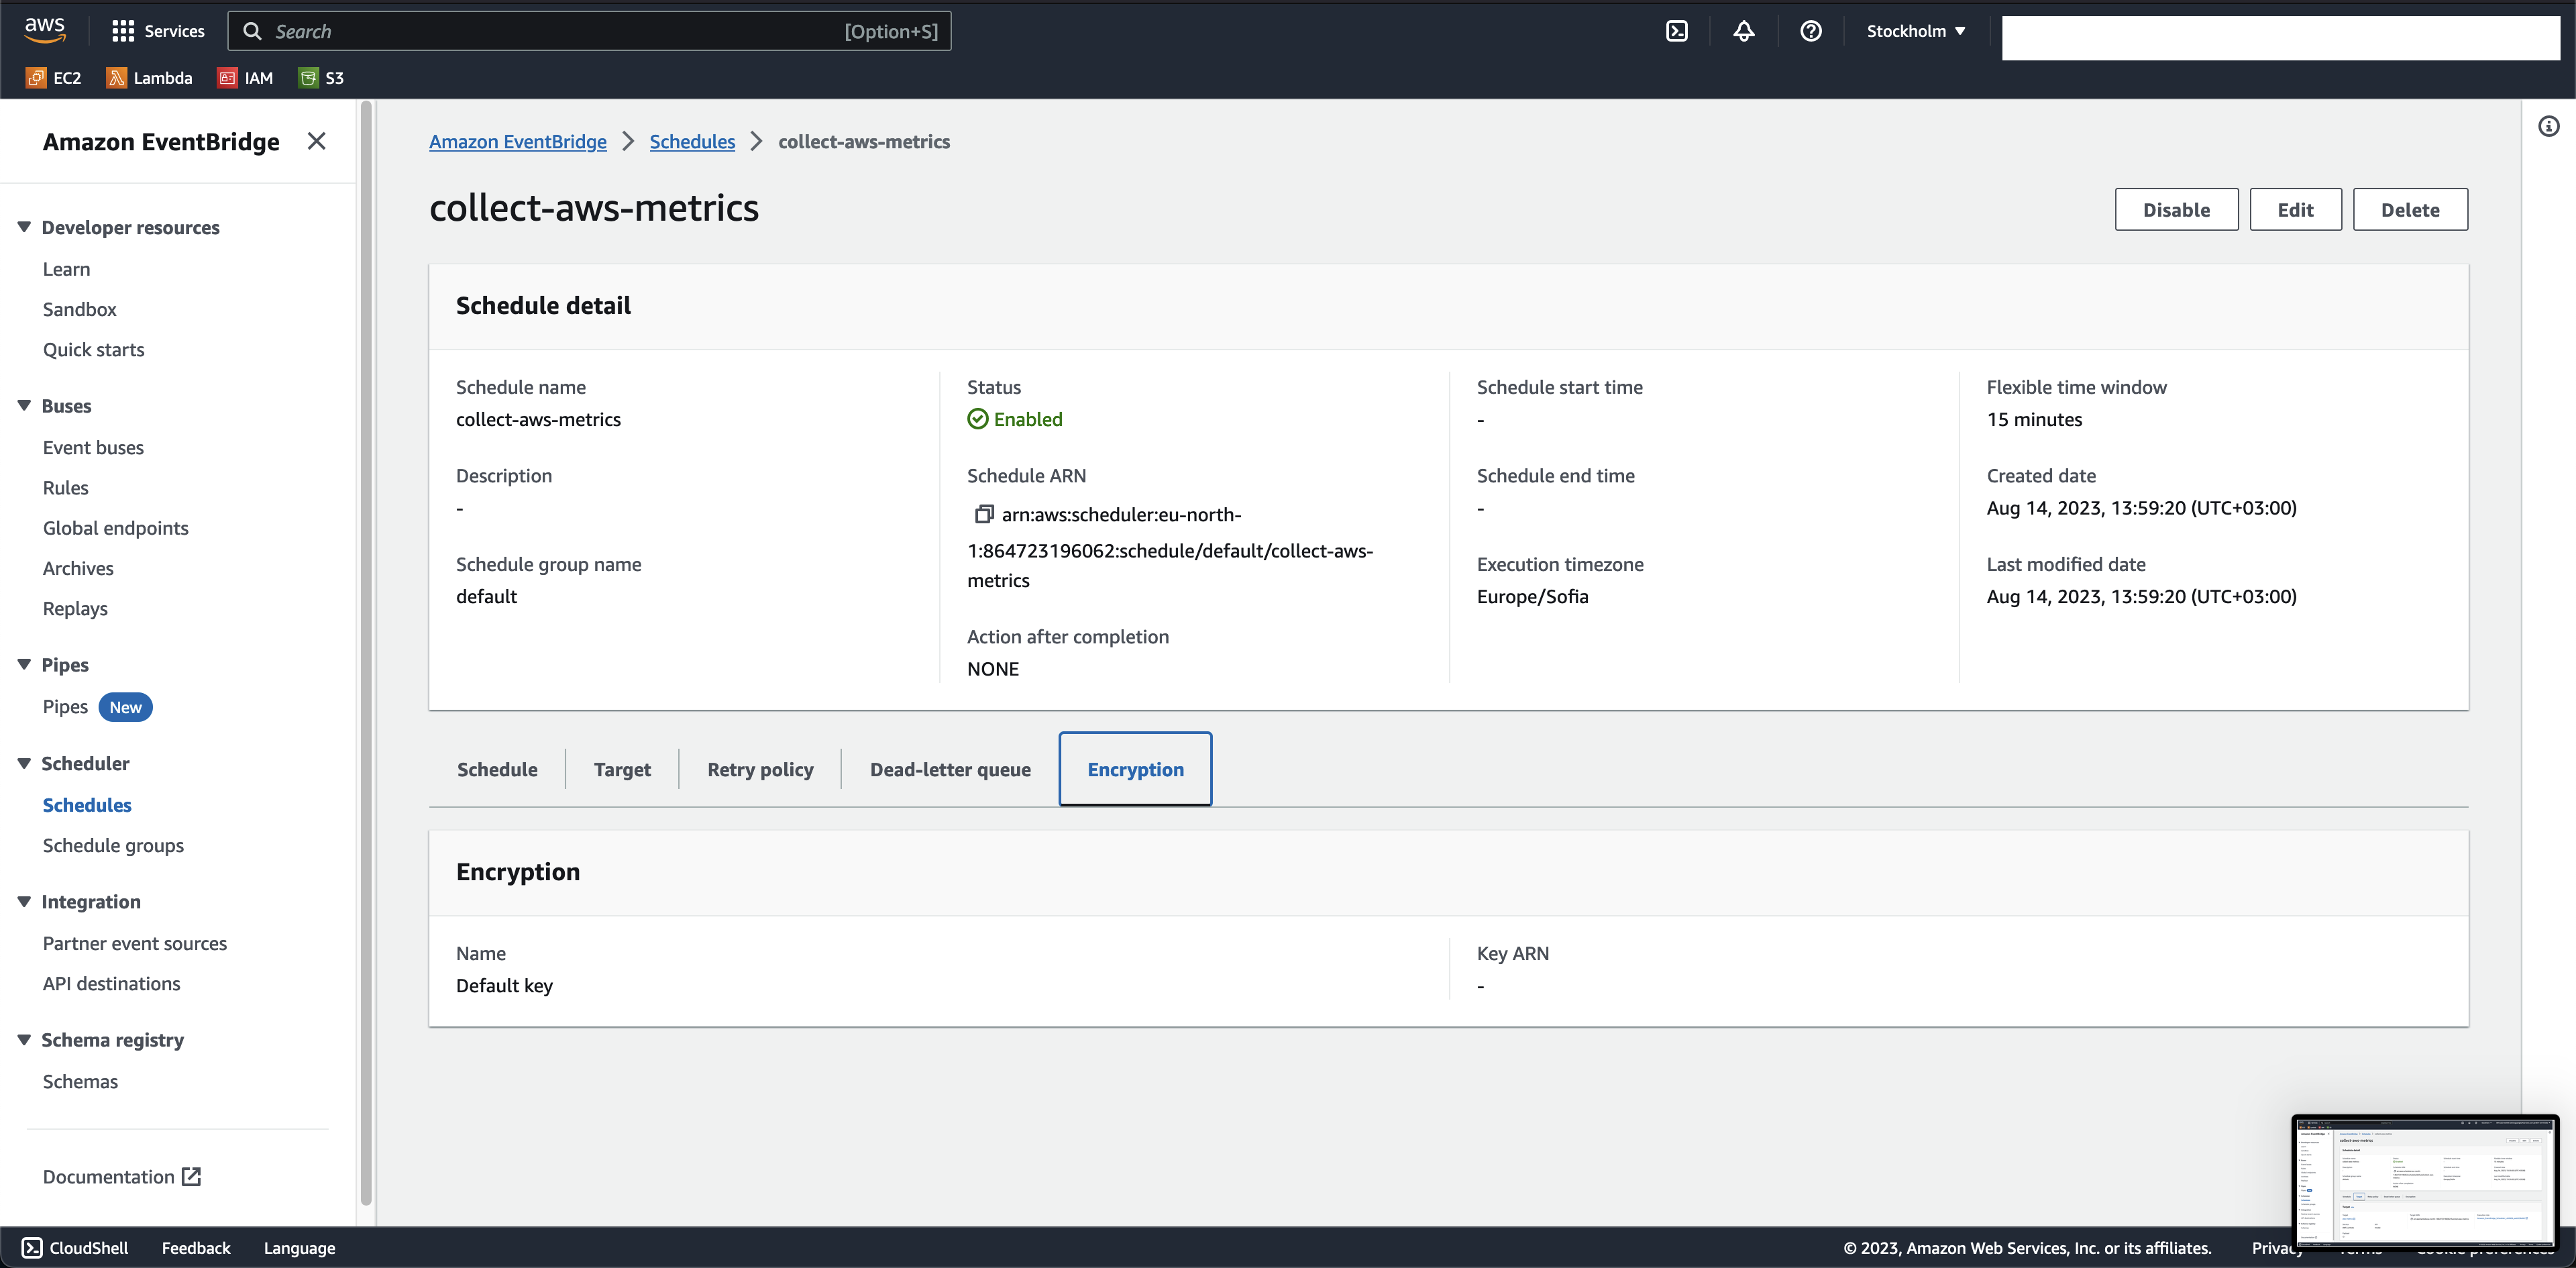 aws
Services
Search
[Option+S]
Stockholm
EC2
Lambda
IAM
S3
Amazon EventBridge
Developer resources
Learn
Sandbox
Quick starts
Buses
Event buses
Rules
Global endpoints
Archives
Replays
Pipes
Pipes New
Scheduler
Schedules
Schedule groups
Integration
Partner event sources
API destinations
Schema registry
Schemas
Documentation
Amazon EventBridge
Schedules
collect-aws-metrics
collect-aws-metrics
Disable
Edit
Delete
Schedule detail
Schedule name
collect-aws-metrics
Description
-
Schedule group name
default
Status
Enabled
Schedule ARN
arn:aws:scheduler:eu-north-
1:864723196062:schedule/default/collect-aws-
metrics
Action after completion
NONE
Schedule start time
-
Schedule end time
-
Execution timezone
Europe/Sofia
Flexible time window
15 minutes
Created date
Aug 14, 2023, 13:59:20 (UTC+03:00)
Last modified date
Aug 14, 2023, 13:59:20 (UTC+03:00)
Schedule
Target
Retry policy
Dead-letter queue
Encryption
Encryption
Name
Default key
Key ARN
-
CloudShell
Feedback
Language
© 2023, Amazon Web Services, Inc. or its affiliates.
Privacy
Terms
Cookie preferences